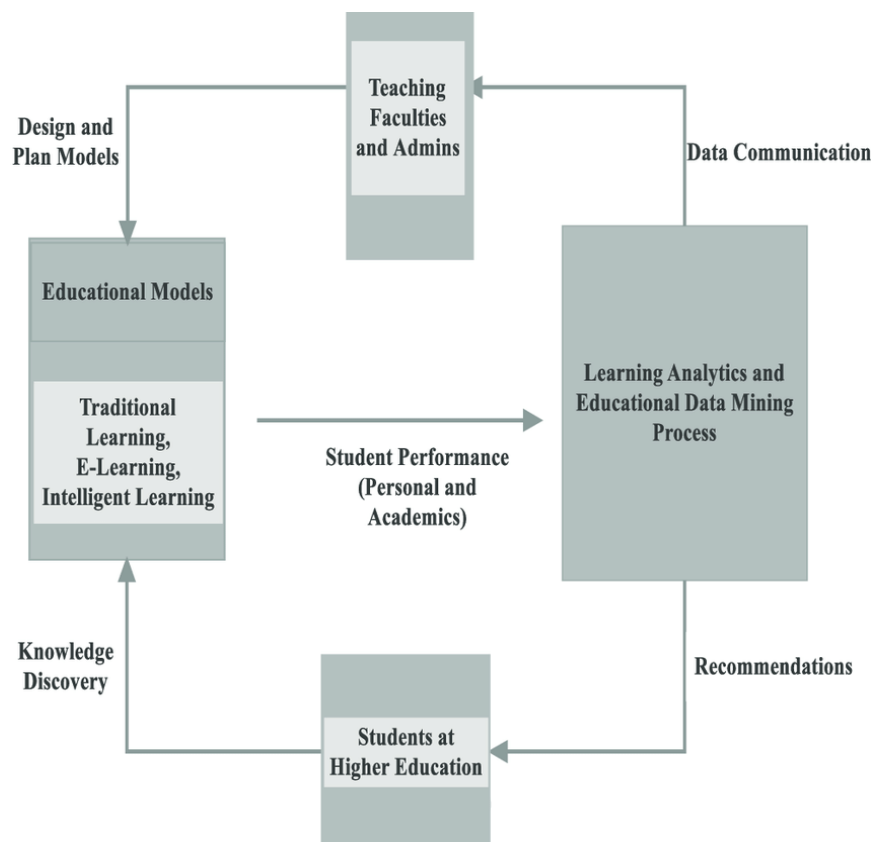 Teaching
Faculties
and Admins
Design and
Plan Models
Data Communication
Educational Models
Traditional
Learning,
E-Learning,
Intelligent Learning
Student Performance
(Personal and
Academics)
Learning Analytics and
Educational Data Mining
Process
Knowledge
Discovery
Recommendations
Students at
Higher Education